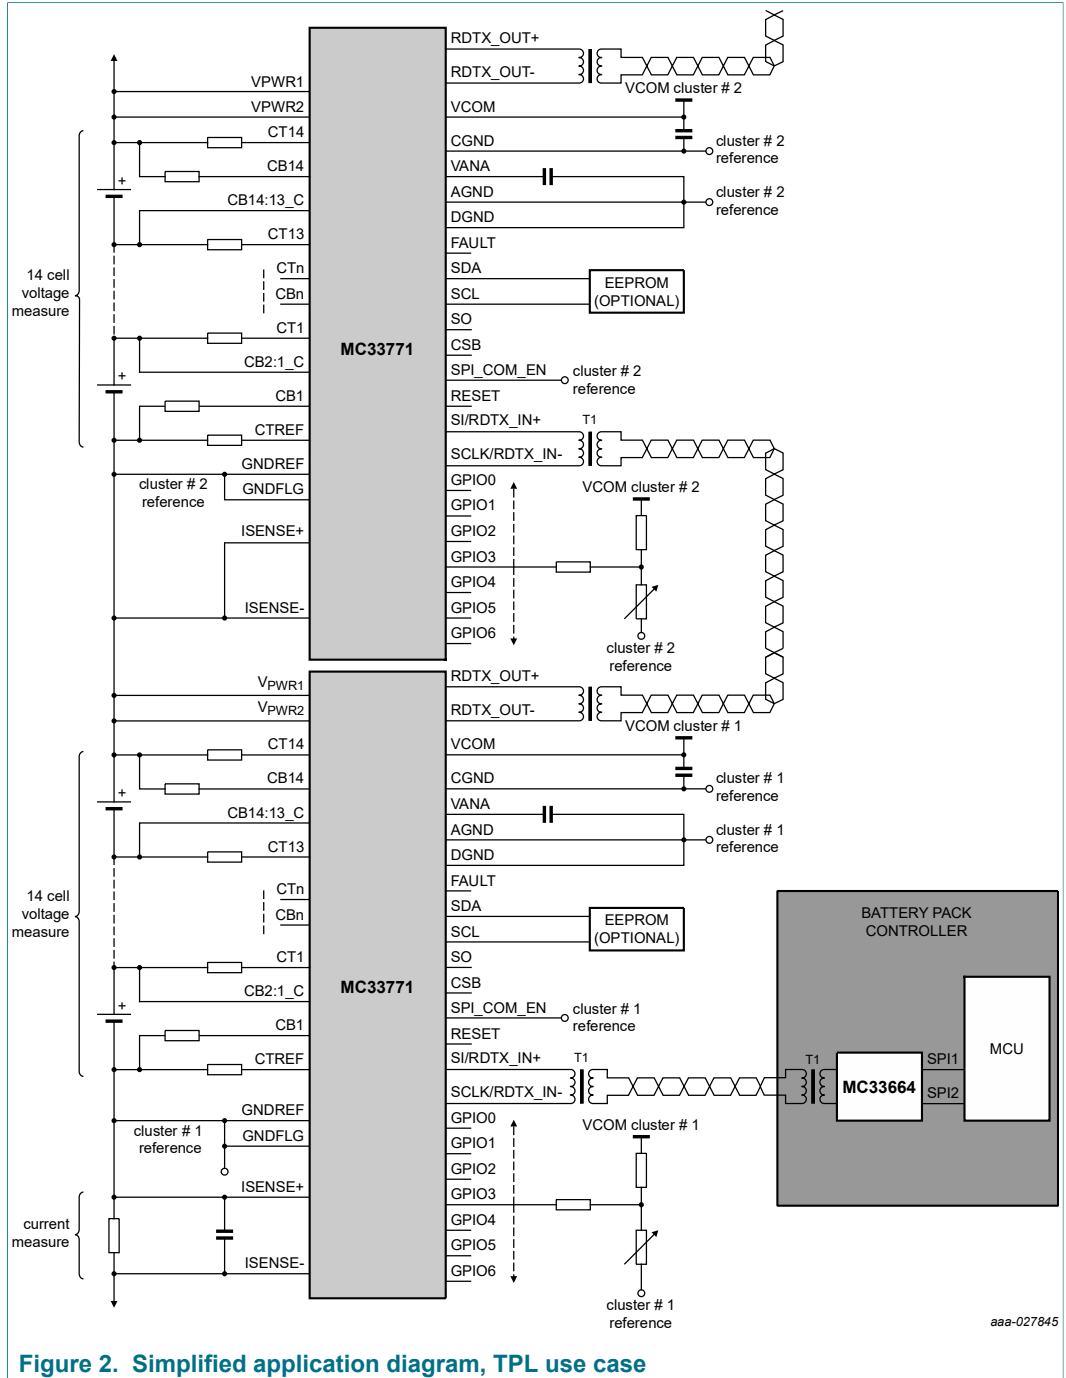 RDTX_OUT+
RDTX_OUT-
VCOM cluster # 2
VPWR1
VPWR2
VCOM
CT14
CGND
cluster # 2
reference
CB14
VANA
CB14:13_C
AGND
cluster # 2
reference
DGND
CT13
FAULT
14 cell
voltage
measure
CTn
SDA
CBn
SCL
EEPROM
(OPTIONAL)
SO
CT1
MC33771
CSB
CB2:1_C
SPI_COM_EN
cluster # 2
reference
CB1
RESET
SI/RDTX_IN+
T1
CTREF
SCLK/RDTX_IN-
GNDREF
cluster # 2
reference
GNDFLG
GPIO0
VCOM cluster # 2
GPIO1
ISENSE+
GPIO2
GPIO3
GPIO4
ISENSE-
GPIO5
GPIO6
cluster # 2
reference
RDTX_OUT+
VPWR1
VPWR2
RDTX_OUT-
VCOM cluster # 1
CT14
VCOM
CB14
CGND
cluster # 1
reference
CB14:13_C
VANA
AGND
cluster # 1
reference
CT13
DGND
FAULT
14 cell
voltage
measure
CTn
SDA
CBn
SCL
EEPROM
(OPTIONAL)
SO
CT1
MC33771
CSB
CB2:1_C
SPI_COM_EN
cluster # 1
reference
CB1
RESET
CTREF
SI/RDTX_IN+
T1
SCLK/RDTX_IN-
BATTERY PACK
CONTROLLER
T1
MC33664
SPI1
SPI2
MCU
GNDREF
cluster # 1
reference
GNDFLG
GPIO0
VCOM cluster # 1
GPIO1
GPIO2
ISENSE+
GPIO3
current
measure
GPIO4
GPIO5
ISENSE-
GPIO6
cluster # 1
reference
aaa-027845
Figure 2. Simplified application diagram, TPL use case